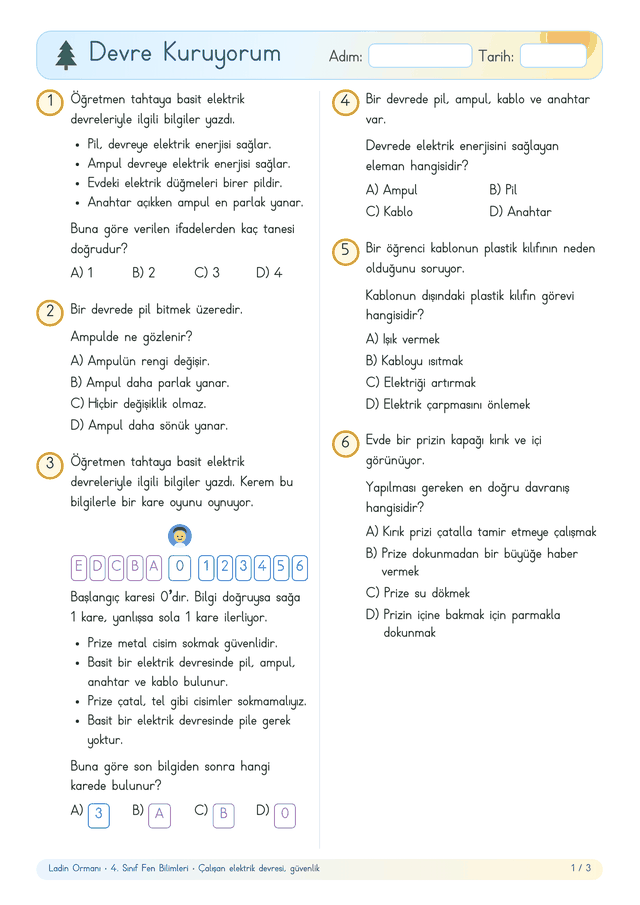 Devre Kuruyorum
Adım:
Tarih:
1
Öğretmen tahtaya basit elektrik
devreleriyle ilgili bilgiler yazdı.
• Pil, devreye elektrik enerjisi sağlar.
• Ampul devreye elektrik enerjisi sağlar.
• Evdeki elektrik düğmeleri birer pildir.
• Anahtar açıkken ampul en parlak yanar.
Buna göre verilen ifadelerden kaç tanesi
doğrudur?
A) 1 B) 2 C) 3 D) 4
2
Bir devrede pil bitmek üzeredir.
Ampulde ne gözlenir?
A) Ampulün rengi değişir.
B) Ampul daha parlak yanar.
C) Hiçbir değişiklik olmaz.
D) Ampul daha sönük yanar.
3
Öğretmen tahtaya basit elektrik
devreleriyle ilgili bilgiler yazdı. Kerem bu
bilgilerle bir kare oyunu oynuyor.
E D C B A 0 1 2 3 4 5 6
Başlangıç karesi 0'dır. Bilgi doğruysa sağa
1 kare, yanlışsa sola 1 kare ilerliyor.
• Prize metal cisim sokmak güvenlidir.
• Basit bir elektrik devresinde pil, ampul,
anahtar ve kablo bulunur.
• Prize çatal, tel gibi cisimler sokmamalıyız.
• Basit bir elektrik devresinde pile gerek
yoktur.
Buna göre son bilgiden sonra hangi
karede bulunur?
A) 3 B) A C) B D) 0
4
Bir devrede pil, ampul, kablo ve anahtar
var.
Devrede elektrik enerjisini sağlayan
eleman hangisidir?
A) Ampul B) Pil
C) Kablo D) Anahtar
5
Bir öğrenci kablonun plastik kılıfının neden
olduğunu soruyor.
Kablonun dışındaki plastik kılıfın görevi
hangisidir?
A) Işık vermek
B) Kabloyu ısıtmak
C) Elektriği artırmak
D) Elektrik çarpmasını önlemek
6
Evde bir prizin kapağı kırık ve içi
görünüyor.
Yapılması gereken en doğru davranış
hangisidir?
A) Kırık prizi çatalla tamir etmeye çalışmak
B) Prize dokunmadan bir büyüğe haber
vermek
C) Prize su dökmek
D) Prizin içine bakmak için parmakla
dokunmak
Ladin Ormanı • 4. Sınıf Fen Bilimleri • Çalışan elektrik devresi, güvenlik
1 / 3